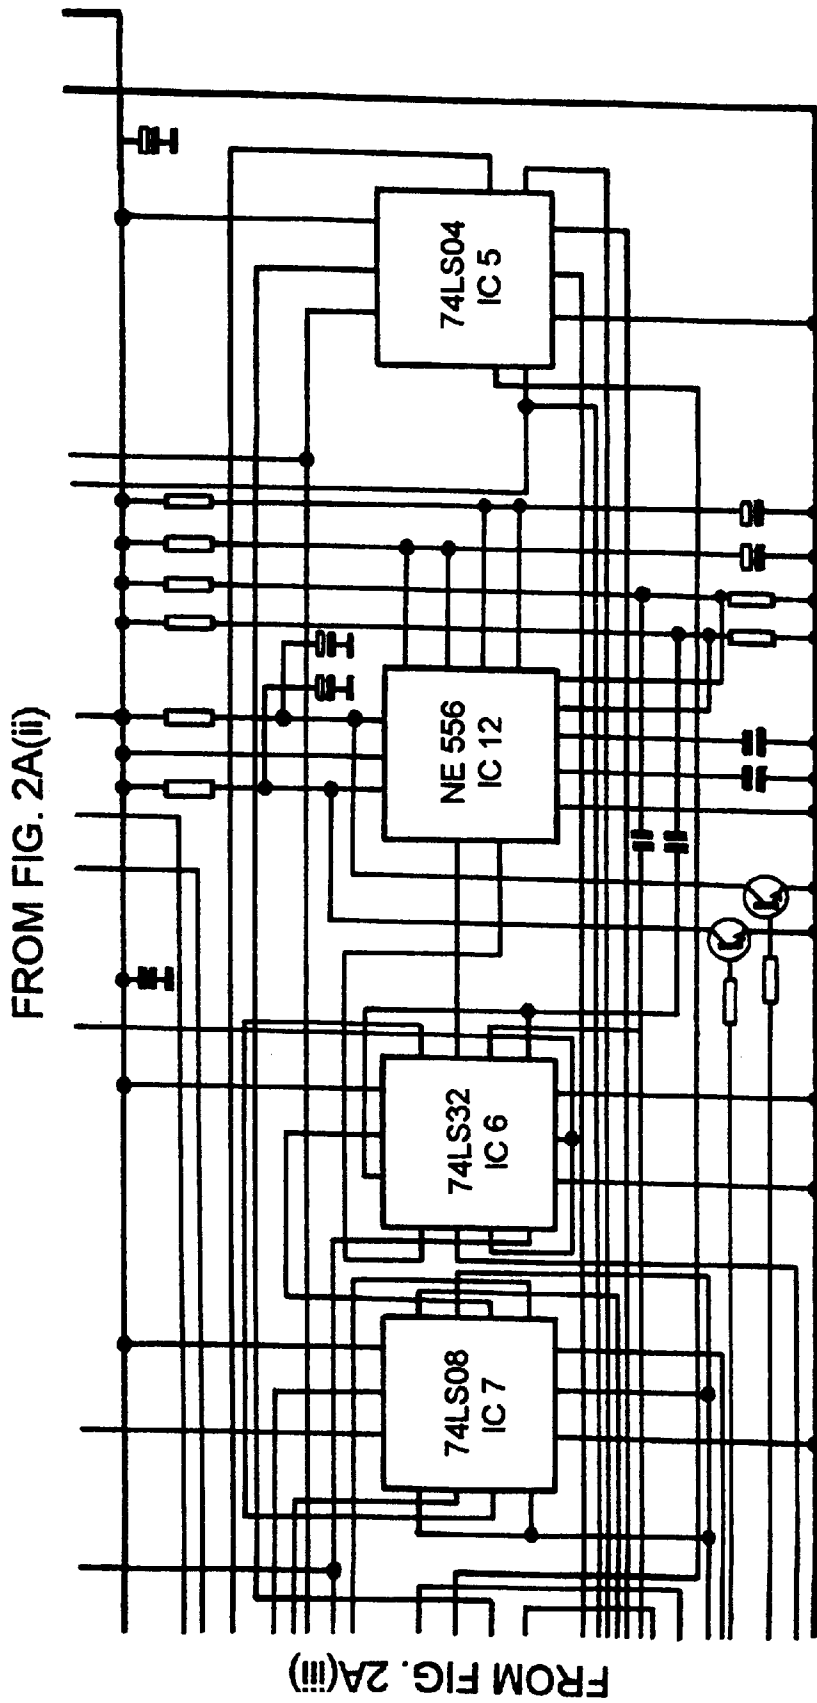 FROM FIG. 2A(ii)
74LS04
IC 5
NE 556
IC 12
74LS32
IC 6
74LS08
IC 7
FROM FIG. 2A(iii)